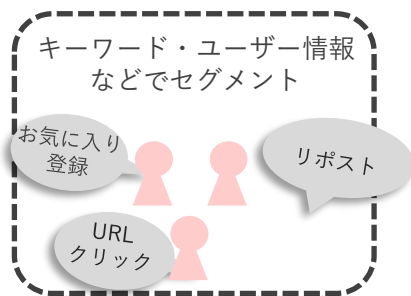 キーワード・ユーザー情報
などでセグメント
お気に入り
登録
リポスト
URL
クリック